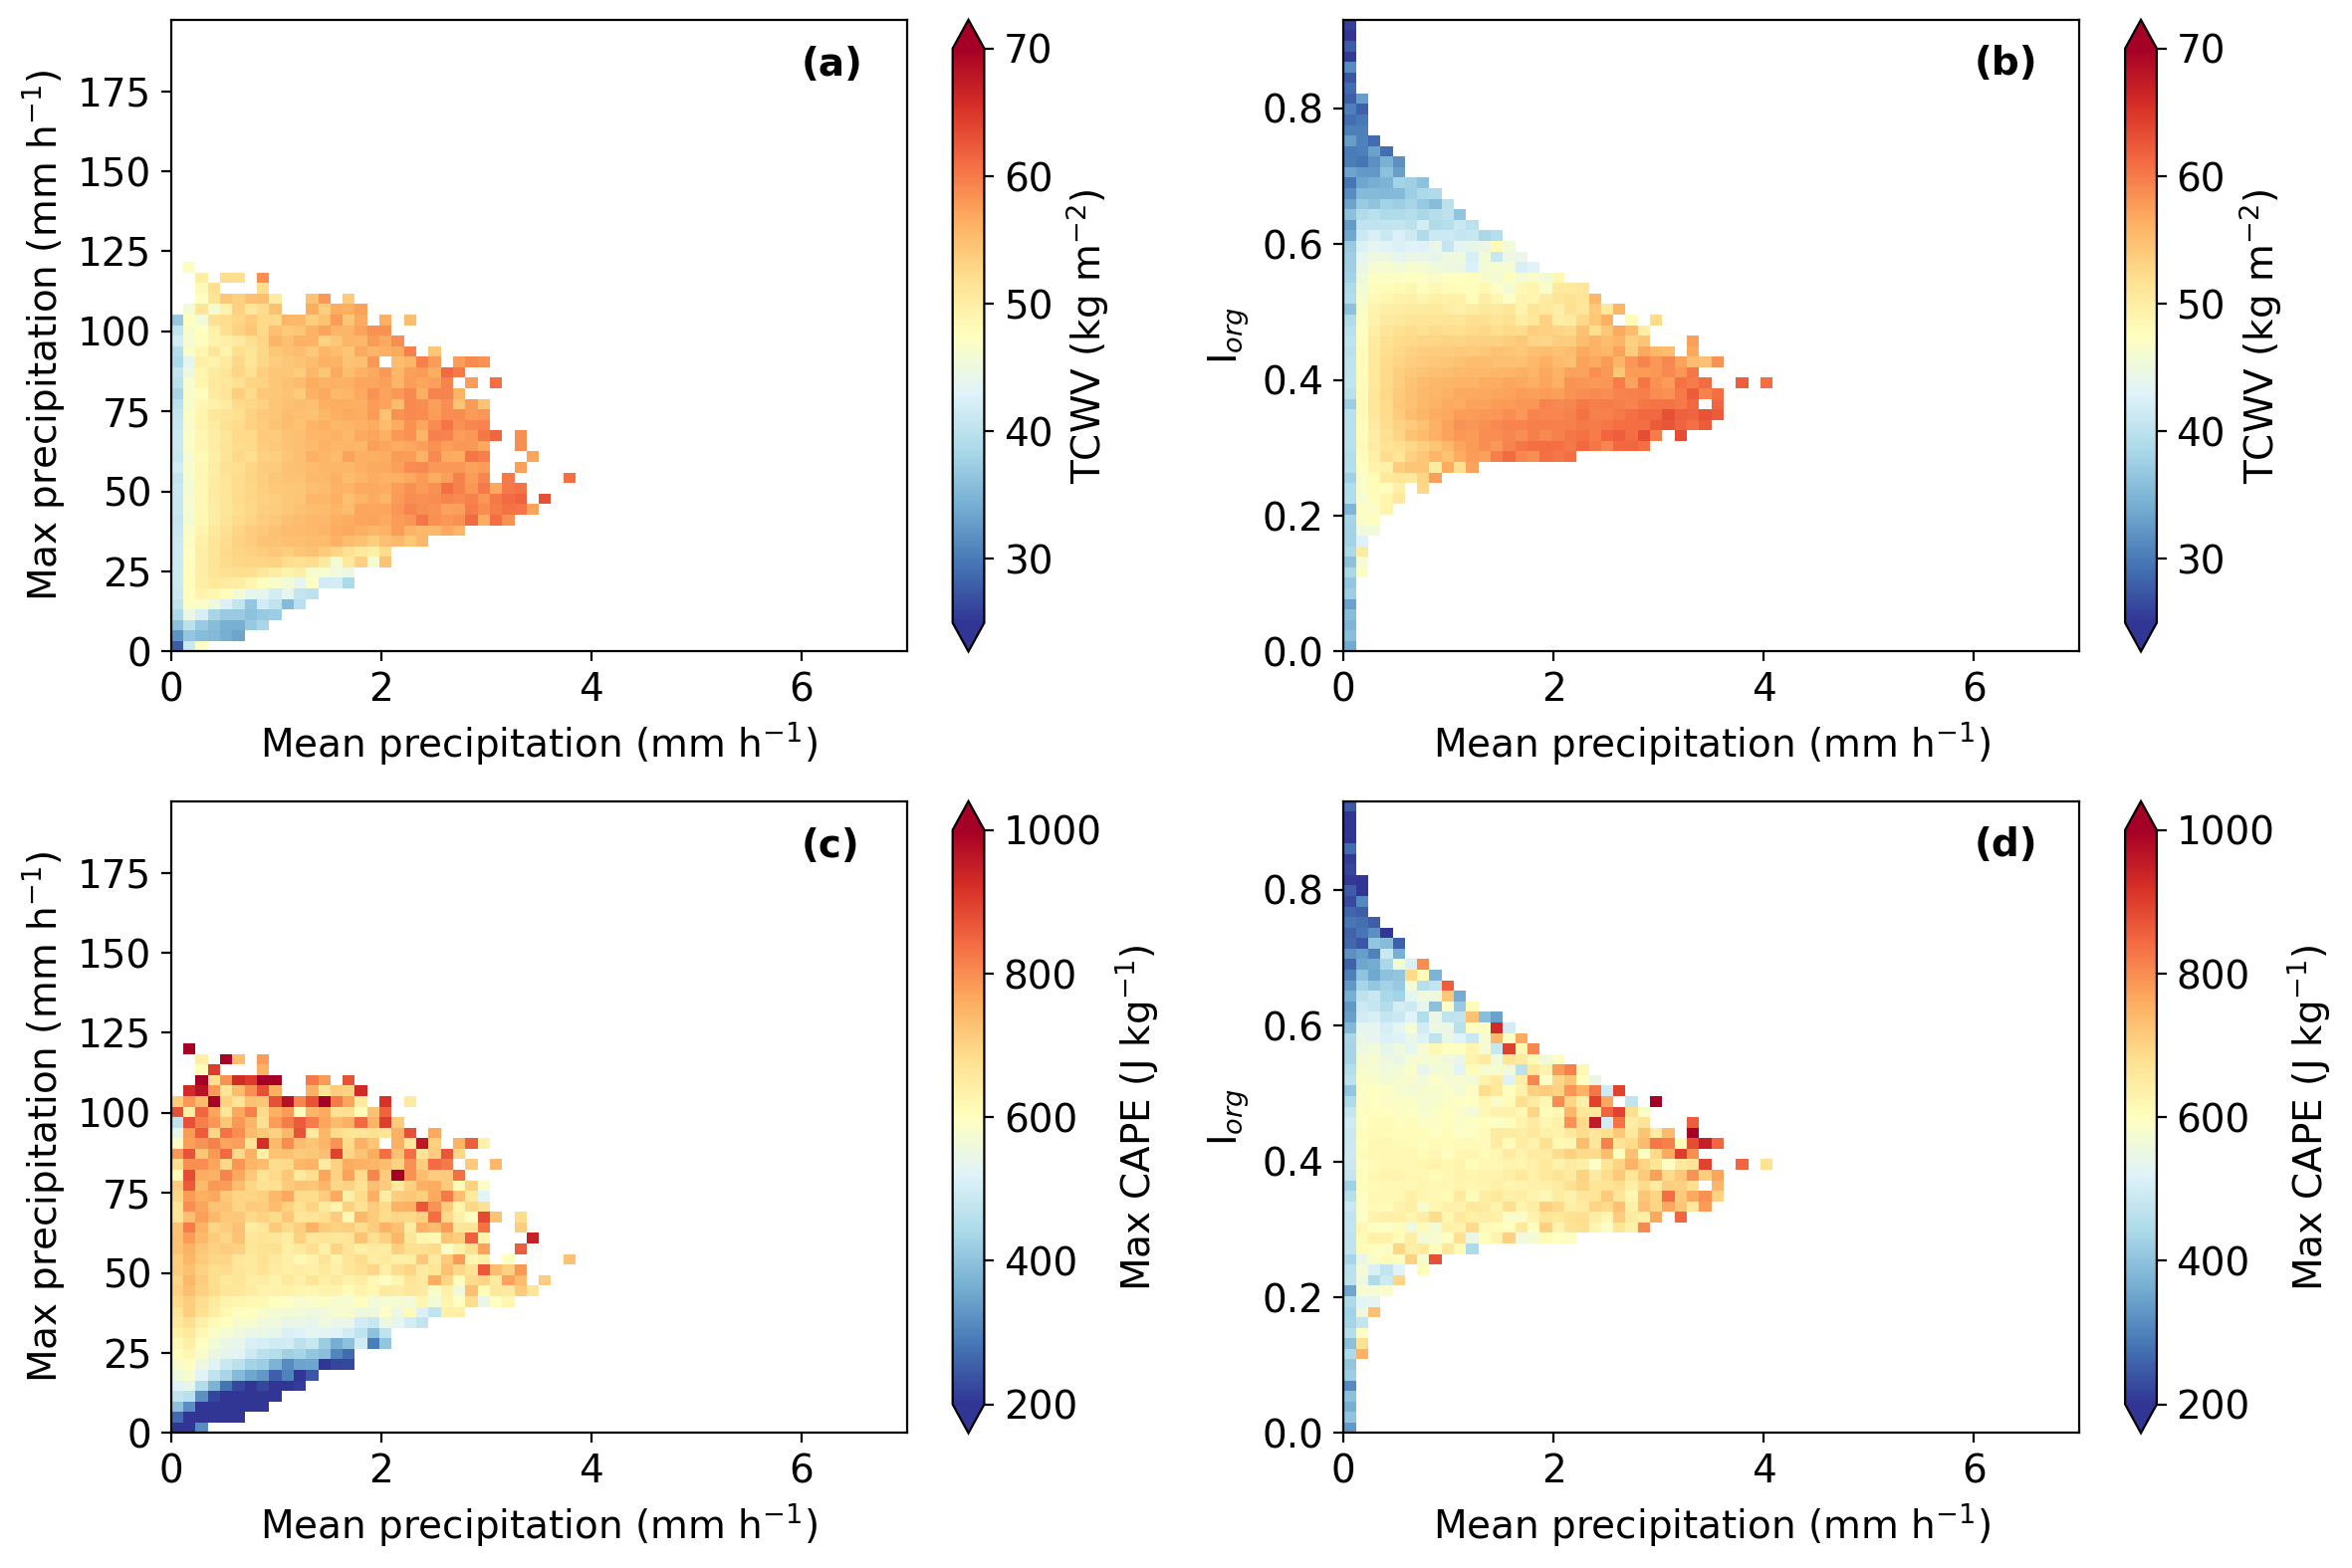 (a)
175
150
125
100
75
50
25
0
0 2 4 6
Max precipitation (mm h⁻¹)
Mean precipitation (mm h⁻¹)
70
60
50
40
30
TCWV (kg m⁻²)
(b)
0.8
0.6
0.4
0.2
0.0
0 2 4 6
I_org
Mean precipitation (mm h⁻¹)
70
60
50
40
30
TCWV (kg m⁻²)
(c)
175
150
125
100
75
50
25
0
0 2 4 6
Max precipitation (mm h⁻¹)
Mean precipitation (mm h⁻¹)
1000
800
600
400
200
Max CAPE (J kg⁻¹)
(d)
0.8
0.6
0.4
0.2
0.0
0 2 4 6
I_org
Mean precipitation (mm h⁻¹)
1000
800
600
400
200
Max CAPE (J kg⁻¹)